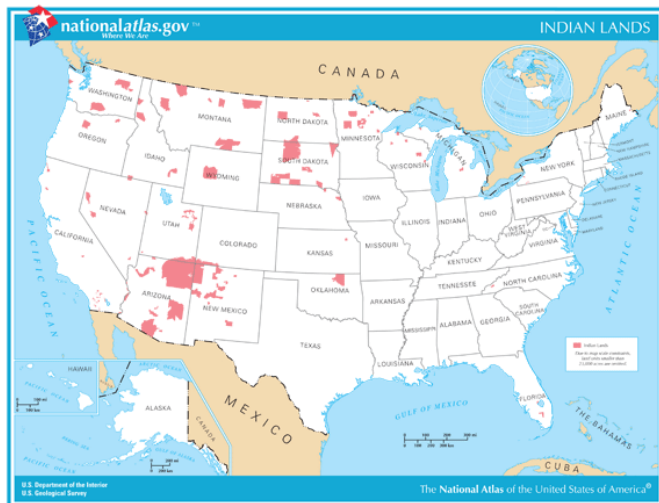 nationalatlas.gov™
Where We Are
INDIAN LANDS
CANADA
WASHINGTON
MONTANA
NORTH DAKOTA
MINNESOTA
MAINE
OREGON
IDAHO
SOUTH DAKOTA
WISCONSIN
MICHIGAN
NEW YORK
WYOMING
IOWA
PENNSYLVANIA
NEBRASKA
NEVADA
UTAH
COLORADO
ILLINOIS
INDIANA
OHIO
WEST VIRGINIA
VIRGINIA
CALIFORNIA
KANSAS
MISSOURI
KENTUCKY
PACIFIC OCEAN
ATLANTIC OCEAN
ARIZONA
NEW MEXICO
OKLAHOMA
ARKANSAS
TENNESSEE
NORTH CAROLINA
SOUTH CAROLINA
MISSISSIPPI
ALABAMA
GEORGIA
TEXAS
LOUISIANA
FLORIDA
Indian Lands
HAWAII
ALASKA
CANADA
MEXICO
GULF OF MEXICO
THE BAHAMAS
CUBA
U.S. Department of the Interior
U.S. Geological Survey
The National Atlas of the United States of America®